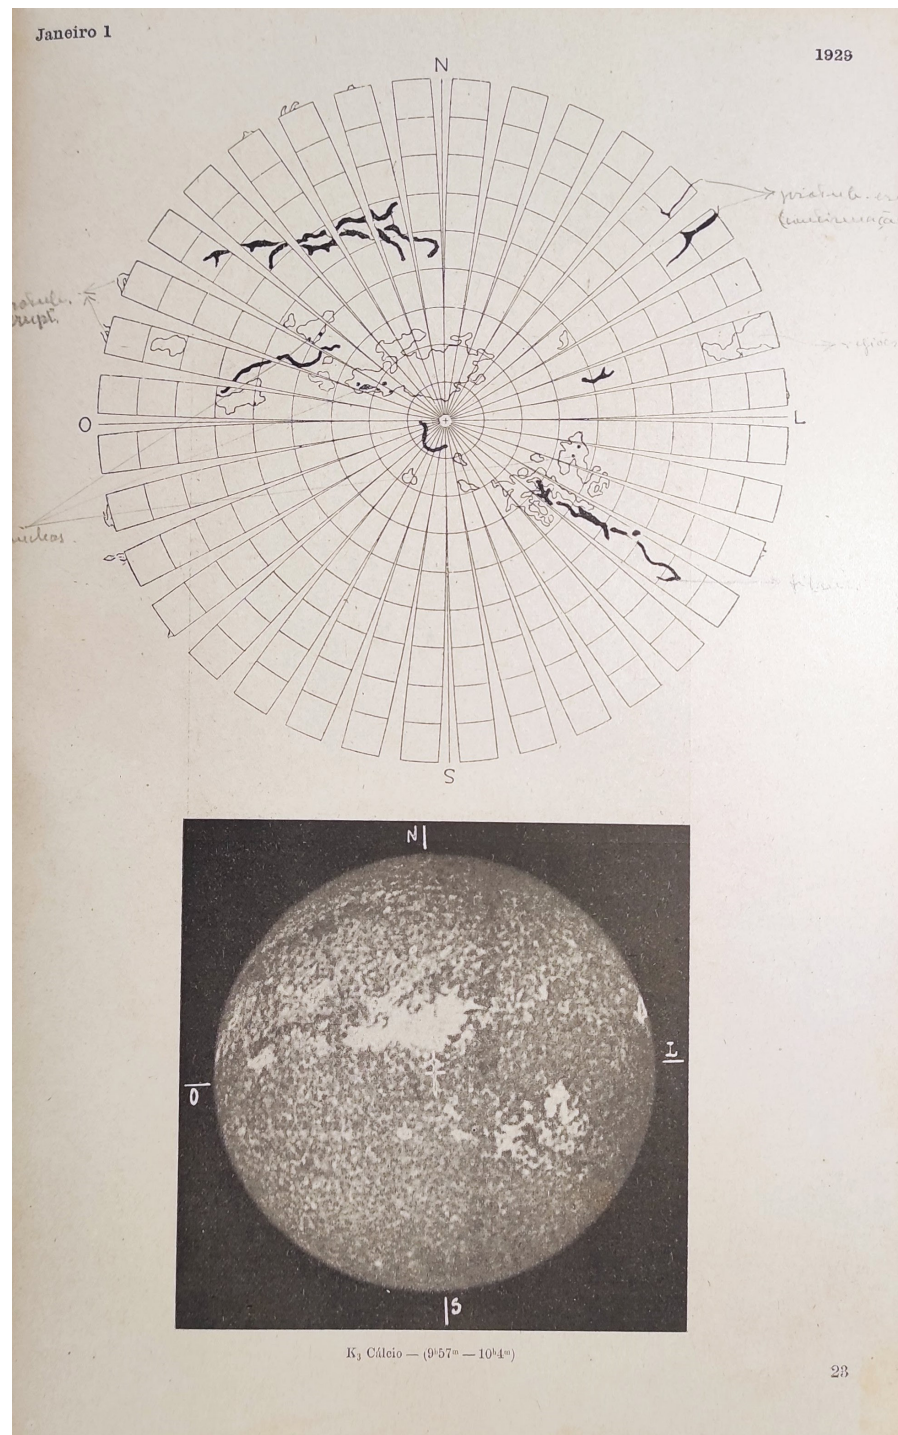 Janeiro 1
1929
N
O
L
S
N
L
O
S
K₃ Cálcio — (9ʰ57ᵐ — 10ʰ4ᵐ)
23